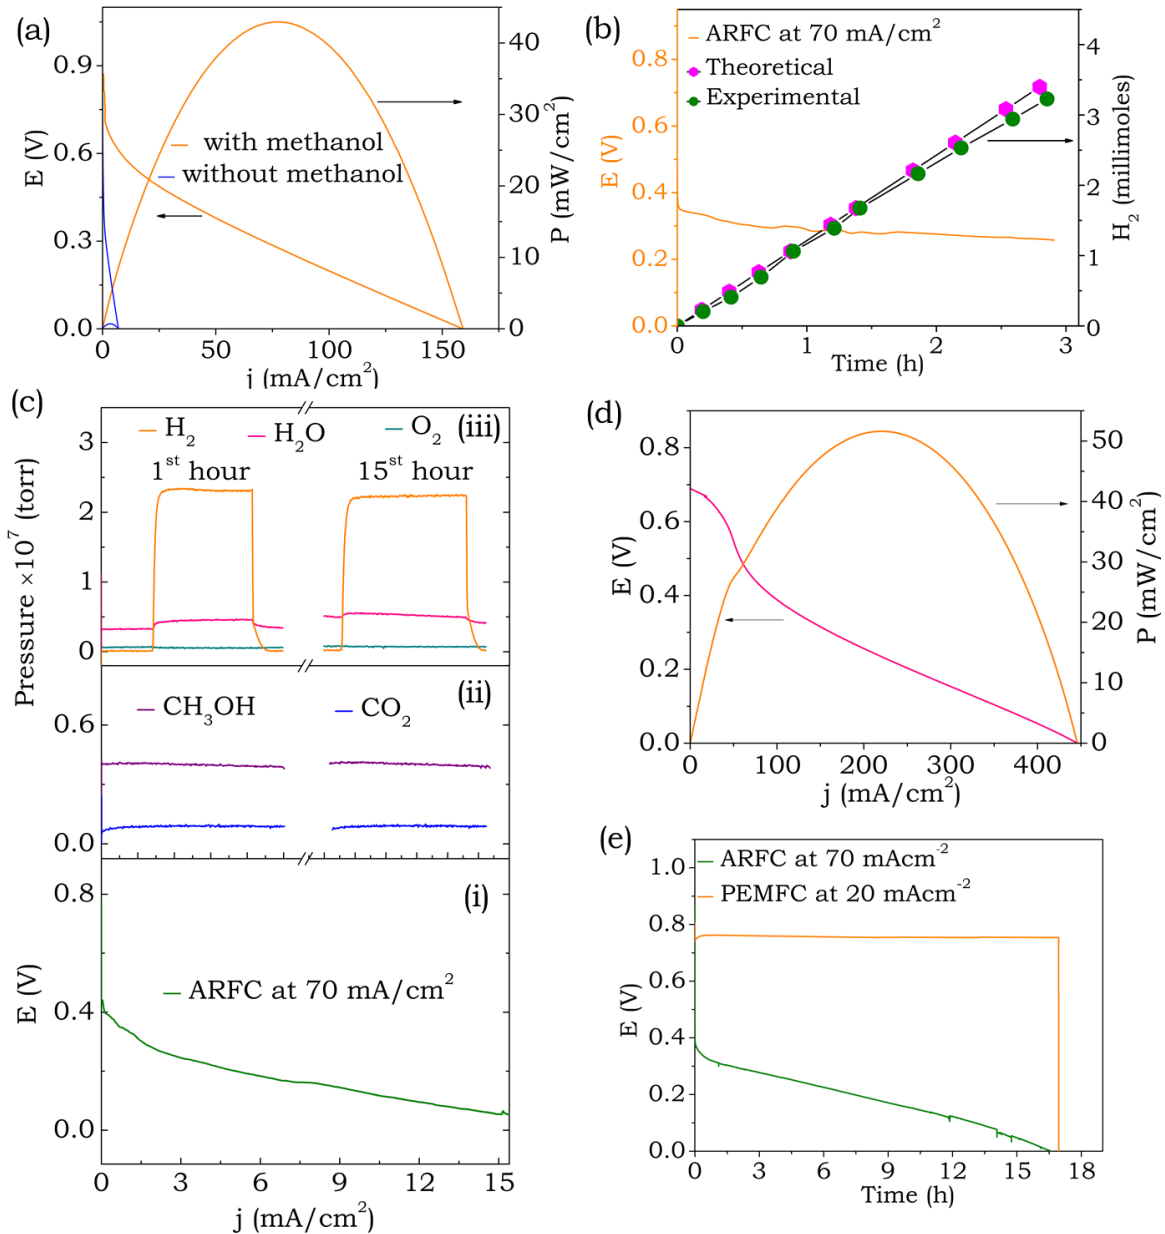 (a)
E (V)
0.9
0.6
0.3
0.0
with methanol
without methanol
40
30
20
10
0
P (mW/cm²)
0 50 100 150
j (mA/cm²)
(b)
E (V)
0.8
0.6
0.4
0.2
0.0
ARFC at 70 mA/cm²
Theoretical
Experimental
4
3
2
1
0
H₂ (millimoles)
0 1 2 3
Time (h)
(c)
Pressure ×10⁷ (torr)
3
2
1
0
H₂ H₂O O₂ (iii)
1ˢᵗ hour 15ˢᵗ hour
0.6
0.0
CH₃OH CO₂ (ii)
E (V)
0.8
0.4
0.0
(i)
ARFC at 70 mA/cm²
0 3 6 9 12 15
j (mA/cm²)
(d)
E (V)
0.8
0.6
0.4
0.2
0.0
50
40
30
20
10
0
P (mW/cm²)
0 100 200 300 400
j (mA/cm²)
(e)
E (V)
1.0
0.8
0.6
0.4
0.2
0.0
ARFC at 70 mAcm⁻²
PEMFC at 20 mAcm⁻²
0 3 6 9 12 15 18
Time (h)